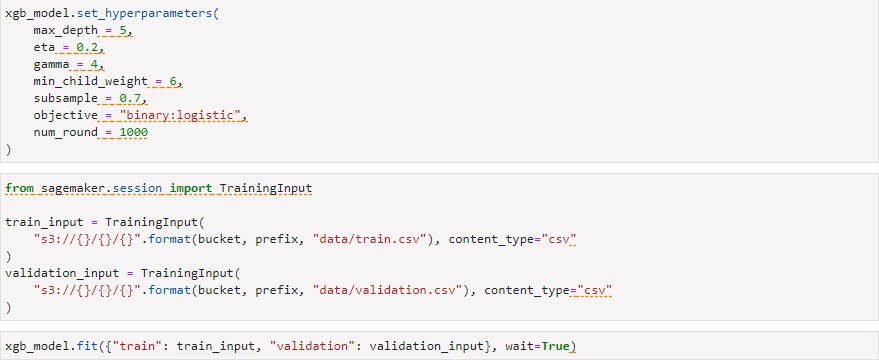 xgb_model.set_hyperparameters(
    max_depth = 5,
    eta = 0.2,
    gamma = 4,
    min_child_weight = 6,
    subsample = 0.7,
    objective = "binary:logistic",
    num_round = 1000
)
from sagemaker.session import TrainingInput
train_input = TrainingInput(
    "s3://{}/{}/{}".format(bucket, prefix, "data/train.csv"), content_type="csv"
)
validation_input = TrainingInput(
    "s3://{}/{}/{}".format(bucket, prefix, "data/validation.csv"), content_type="csv"
)
xgb_model.fit({"train": train_input, "validation": validation_input}, wait=True)